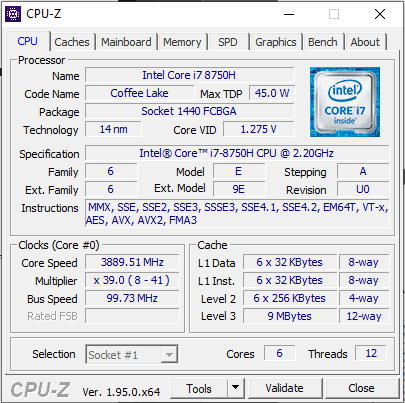 CPU-Z
CPU Caches Mainboard Memory SPD Graphics Bench About
Processor
Name Intel Core i7 8750H
Code Name Coffee Lake Max TDP 45.0 W
Package Socket 1440 FCBGA
Technology 14 nm Core VID 1.275 V
intel
CORE i7
inside™
Specification Intel® Core™ i7-8750H CPU @ 2.20GHz
Family 6 Model E Stepping A
Ext. Family 6 Ext. Model 9E Revision U0
Instructions MMX, SSE, SSE2, SSE3, SSSE3, SSE4.1, SSE4.2, EM64T, VT-x,
AES, AVX, AVX2, FMA3
Clocks (Core #0)
Core Speed 3889.51 MHz
Multiplier x 39.0 ( 8 - 41 )
Bus Speed 99.73 MHz
Rated FSB
Cache
L1 Data 6 x 32 KBytes 8-way
L1 Inst. 6 x 32 KBytes 8-way
Level 2 6 x 256 KBytes 4-way
Level 3 9 MBytes 12-way
Selection Socket #1 Cores 6 Threads 12
CPU-Z Ver. 1.95.0.x64 Tools Validate Close